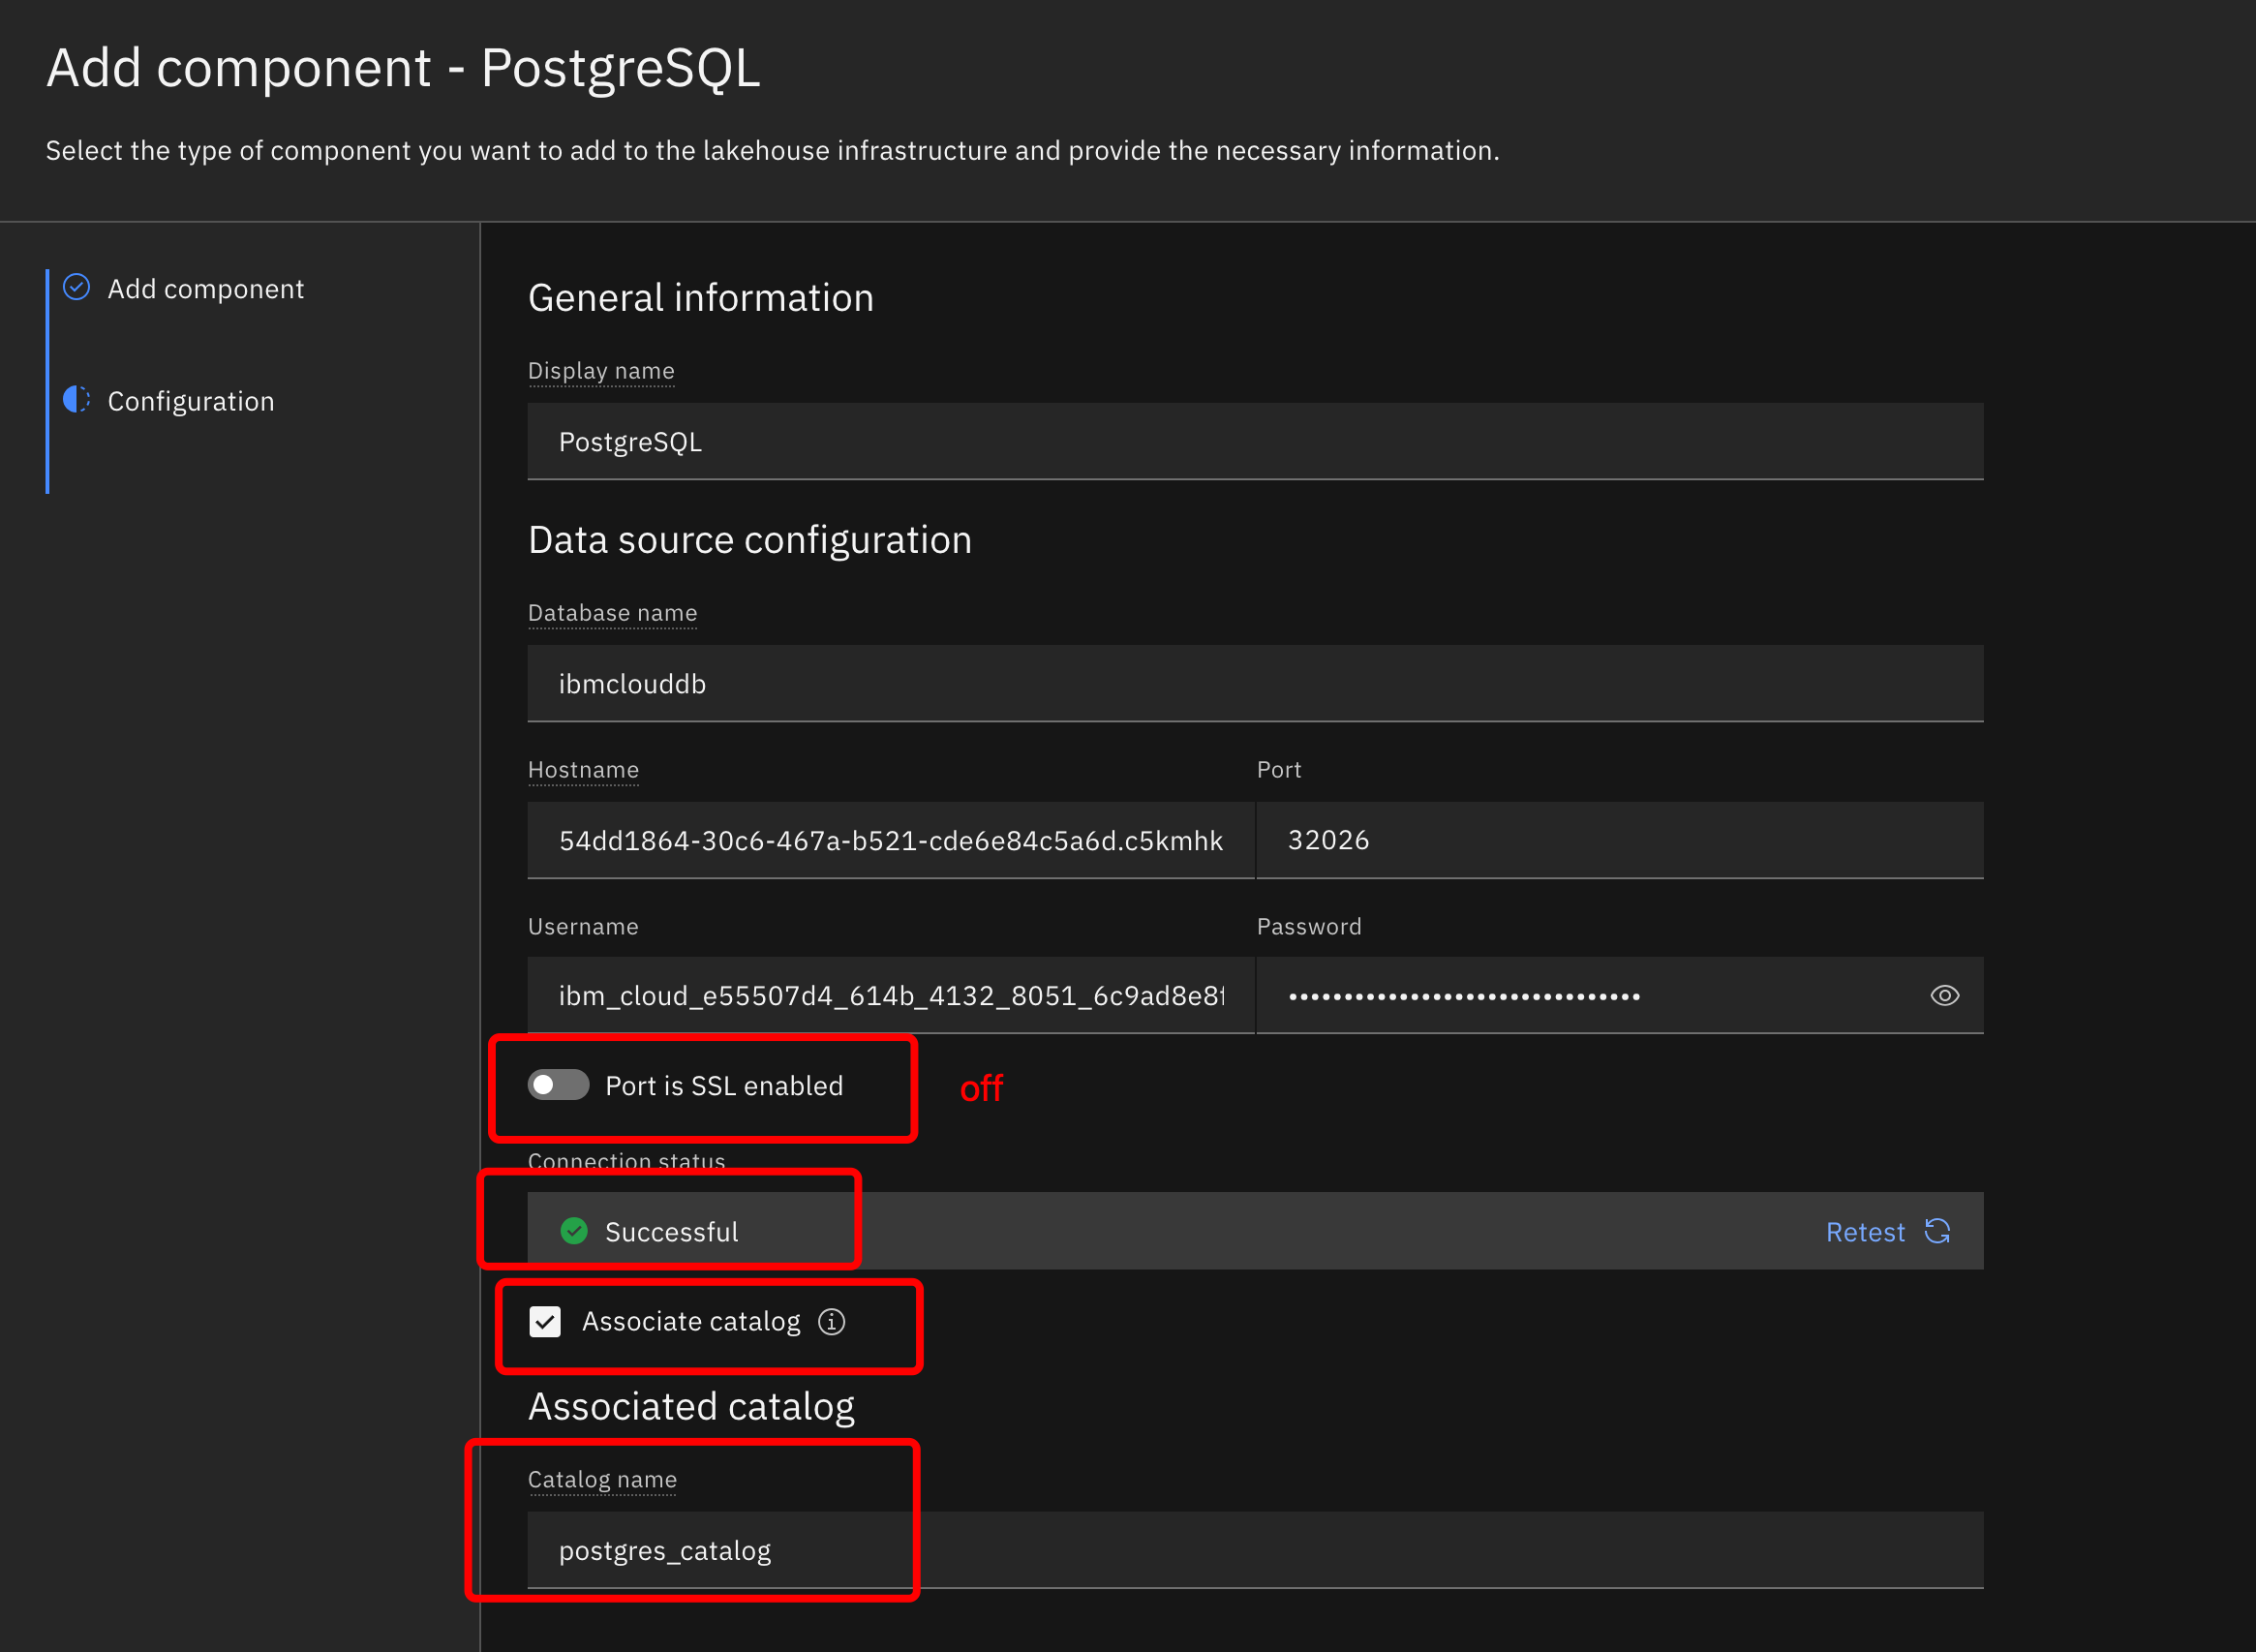 Add component - PostgreSQL
Select the type of component you want to add to the lakehouse infrastructure and provide the necessary information.
Add component
Configuration
General information
Display name
PostgreSQL
Data source configuration
Database name
ibmclouddb
Hostname
Port
54dd1864-30c6-467a-b521-cde6e84c5a6d.c5kmhk
32026
Username
Password
ibm_cloud_e55507d4_614b_4132_8051_6c9ad8e8f
••••••••••••••••••••••••••••••••
Port is SSL enabled
off
Connection status
Successful
Retest
Associate catalog
Associated catalog
Catalog name
postgres_catalog